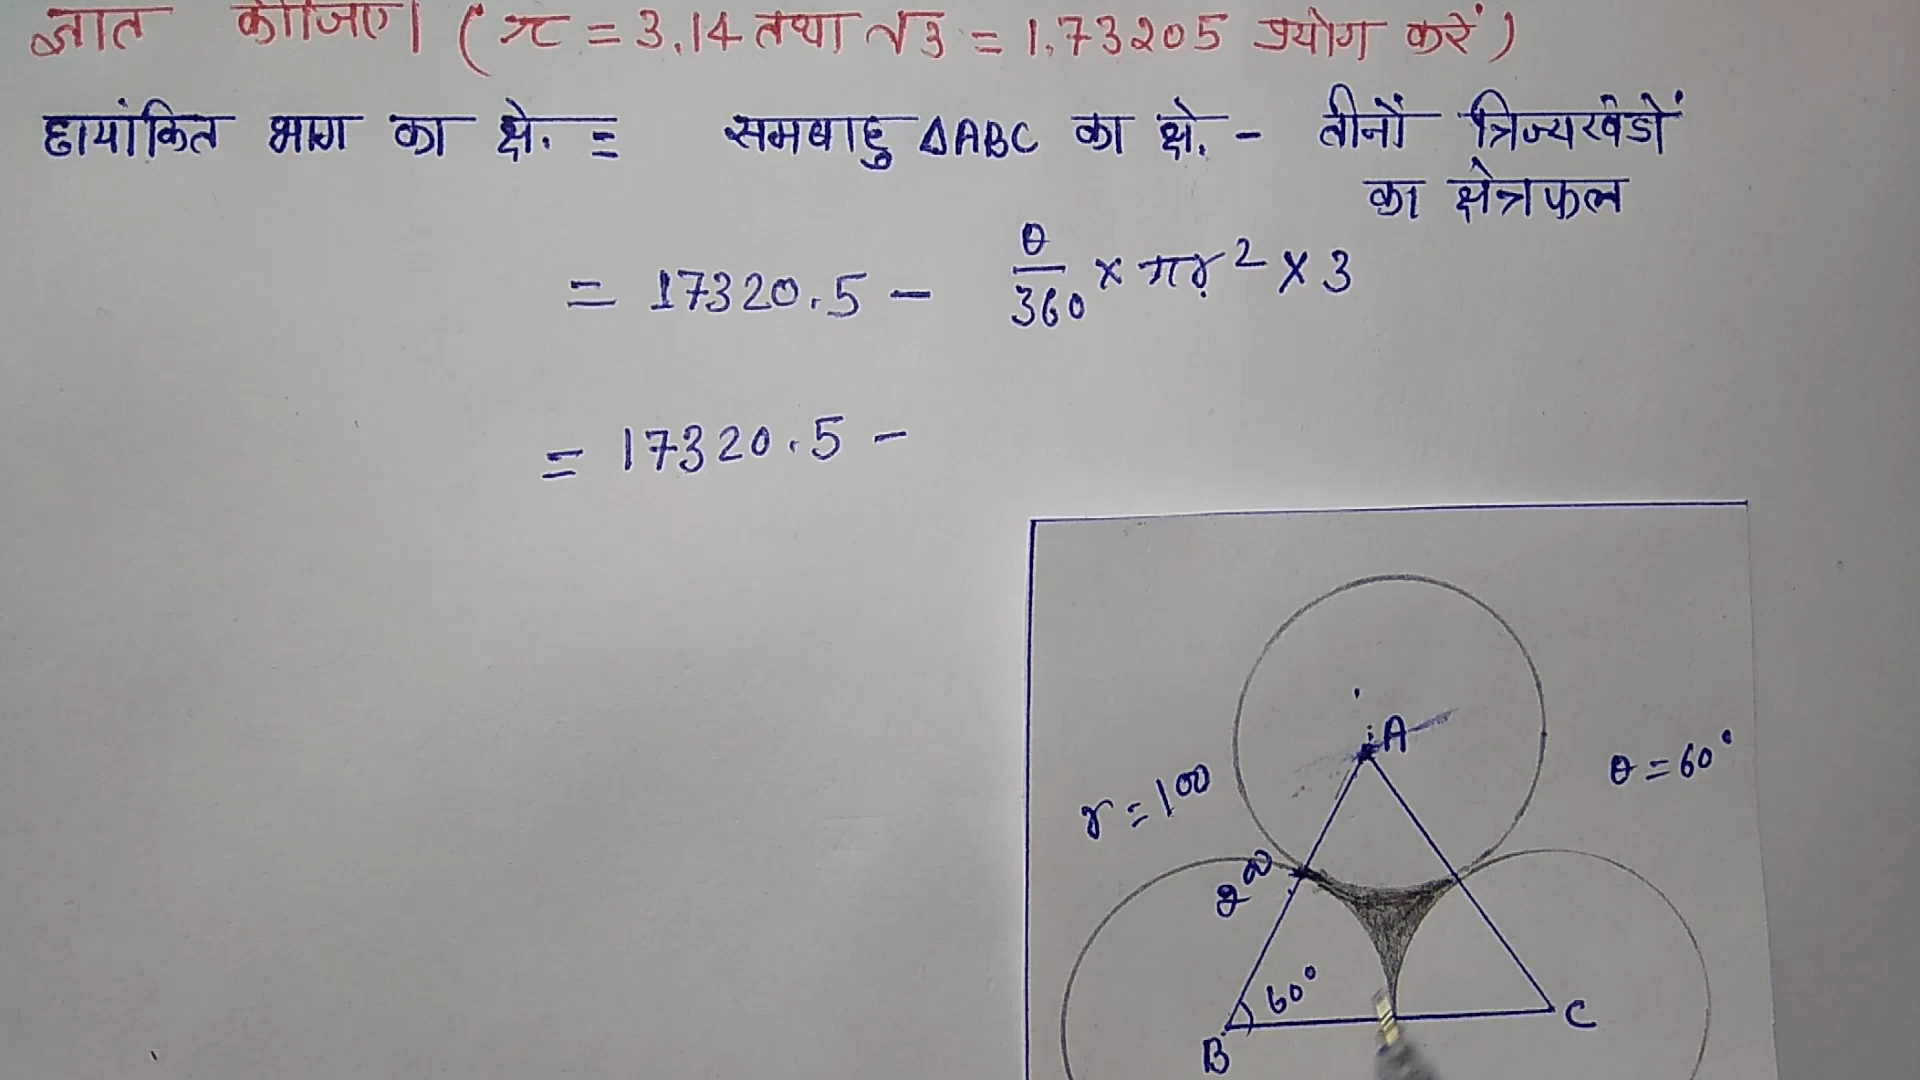 ज्ञात कीजिए। (π = 3.14 तथा √3 = 1.73205 प्रयोग करें)
छायांकित भाग का क्षे. = समबाहु ΔABC का क्षे. - तीनों त्रिज्यखंडों
का क्षेत्रफल
= 17320.5 - θ/360 × πr² × 3
= 17320.5 -
A
r = 100
θ = 60°
200
60°
B
C